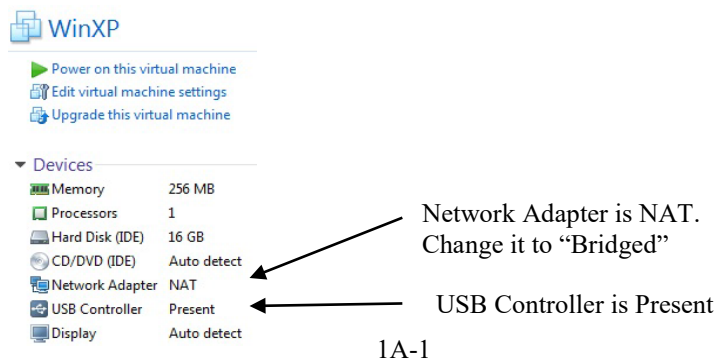 WinXP
Power on this virtual machine
Edit virtual machine settings
Upgrade this virtual machine
Devices
Memory 256 MB
Processors 1
Hard Disk (IDE) 16 GB
CD/DVD (IDE) Auto detect
Network Adapter NAT
USB Controller Present
Display Auto detect
Network Adapter is NAT.
Change it to “Bridged”
USB Controller is Present
1A-1